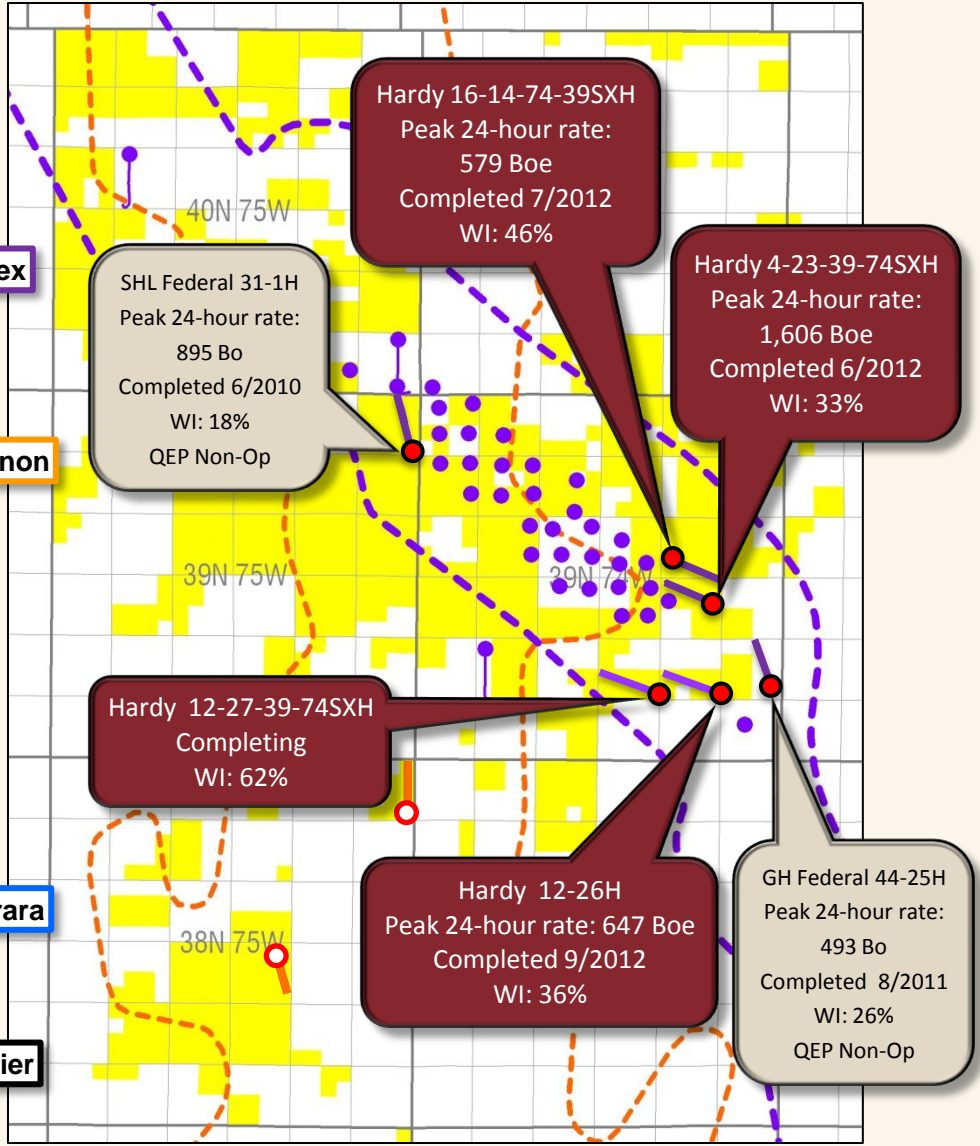 Hardy 16-14-74-39SXH
Peak 24-hour rate:
579 Boe
Completed 7/2012
WI: 46%
40N 75W
ex
SHL Federal 31-1H
Peak 24-hour rate:
895 Bo
Completed 6/2010
WI: 18%
QEP Non-Op
Hardy 4-23-39-74SXH
Peak 24-hour rate:
1,606 Boe
Completed 6/2012
WI: 33%
non
39N 75W
39N 74W
Hardy 12-27-39-74SXH
Completing
WI: 62%
Hardy 12-26H
Peak 24-hour rate: 647 Boe
Completed 9/2012
WI: 36%
GH Federal 44-25H
Peak 24-hour rate:
493 Bo
Completed 8/2011
WI: 26%
QEP Non-Op
rara
38N 75W
ier